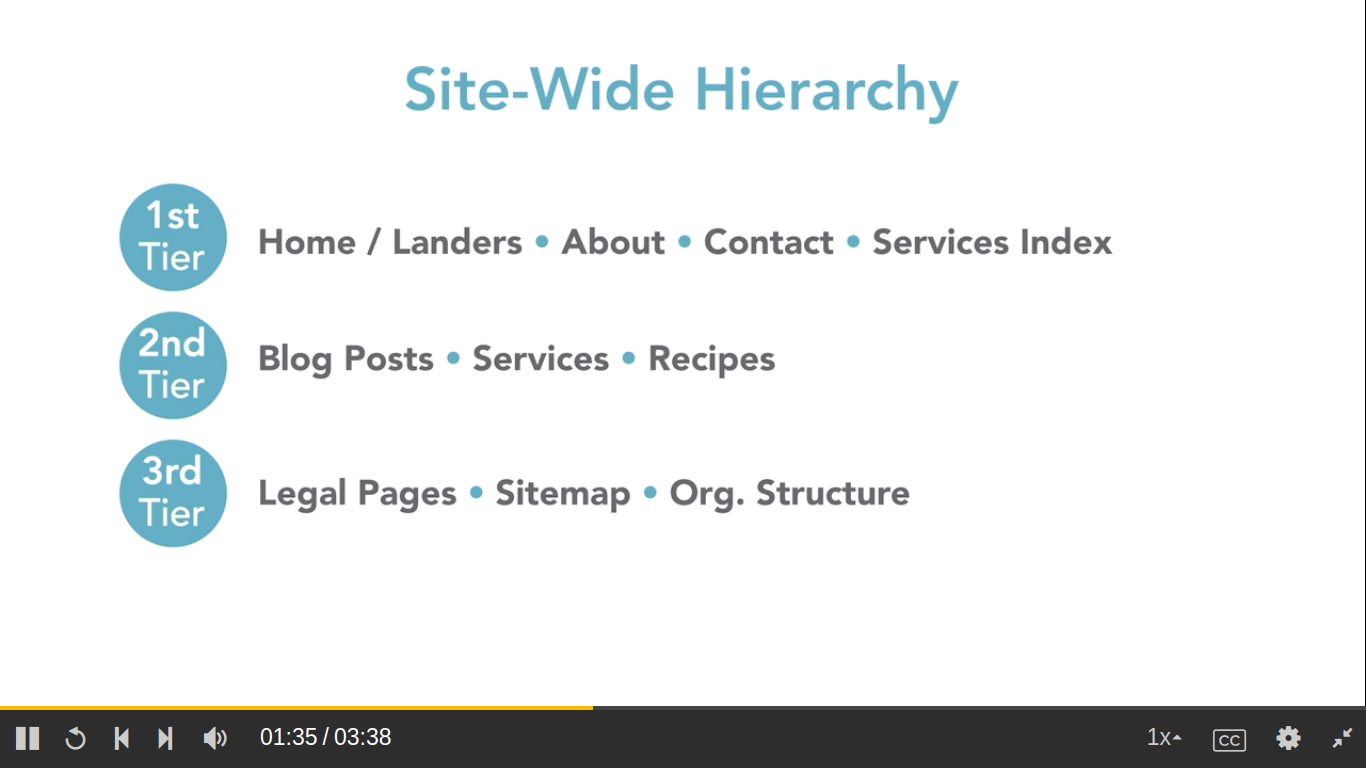 Site-Wide Hierarchy
1st
Tier
Home / Landers • About • Contact • Services Index
2nd
Tier
Blog Posts • Services • Recipes
3rd
Tier
Legal Pages • Sitemap • Org. Structure
01:35 / 03:38
1x
CC